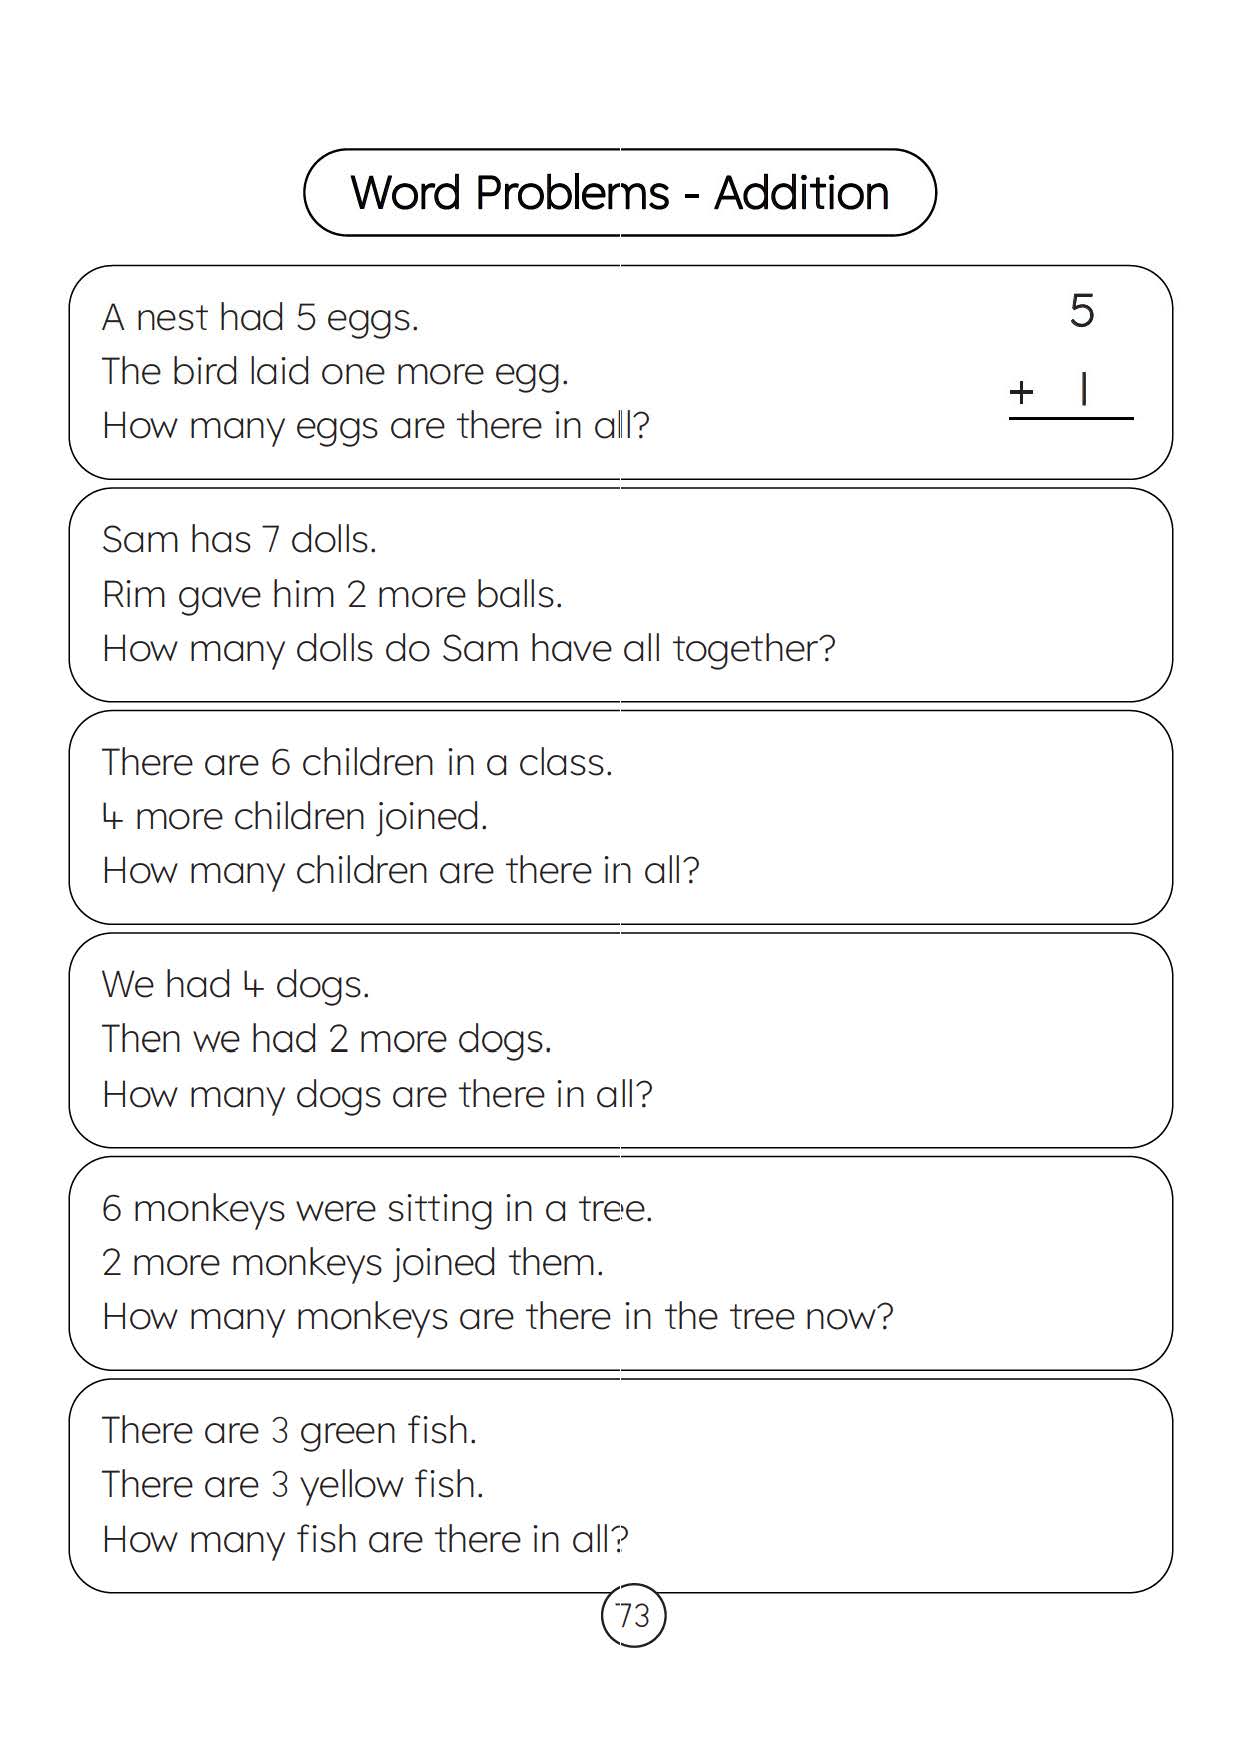 Word Problems - Addition
A nest had 5 eggs.
The bird laid one more egg.
How many eggs are there in all?
5
+ 1
Sam has 7 dolls.
Rim gave him 2 more balls.
How many dolls do Sam have all together?
There are 6 children in a class.
4 more children joined.
How many children are there in all?
We had 4 dogs.
Then we had 2 more dogs.
How many dogs are there in all?
6 monkeys were sitting in a tree.
2 more monkeys joined them.
How many monkeys are there in the tree now?
There are 3 green fish.
There are 3 yellow fish.
How many fish are there in all?
73